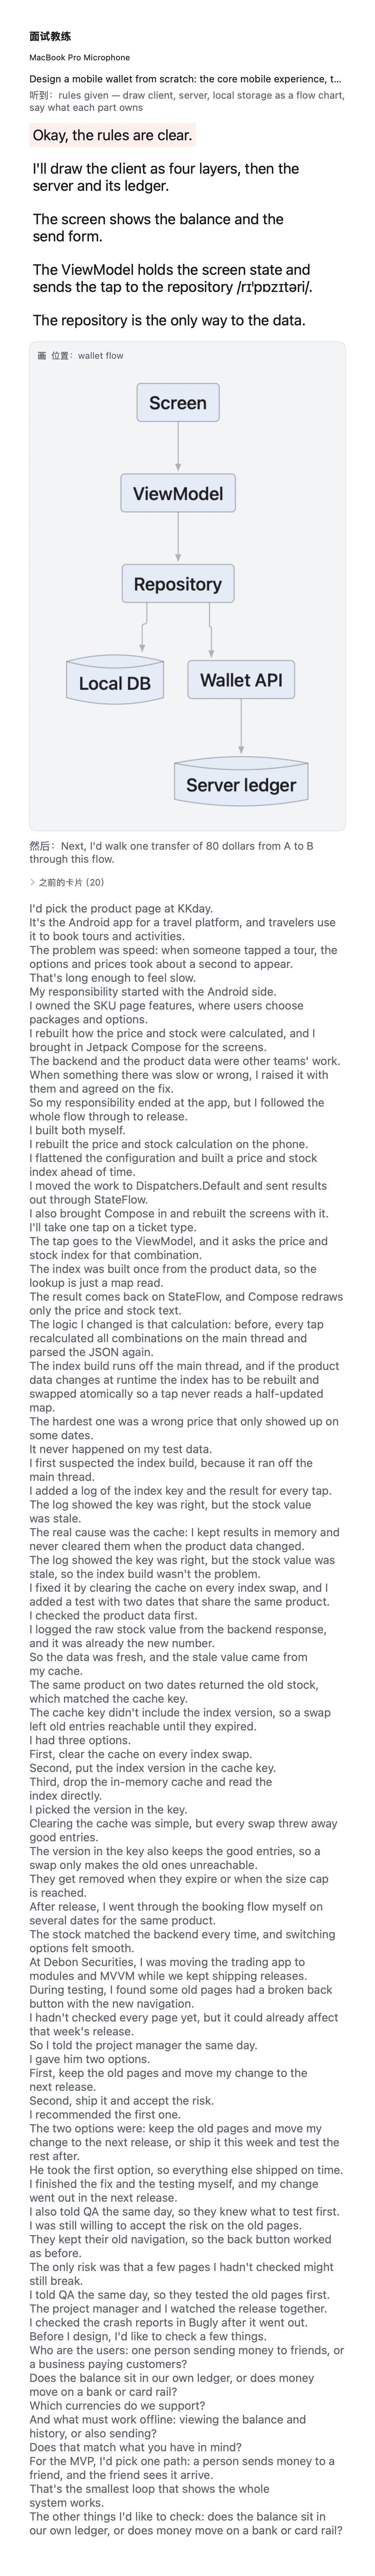 面试教练
MacBook Pro Microphone
Design a mobile wallet from scratch: the core mobile experience, t...
听到：rules given — draw client, server, local storage as a flow chart,
say what each part owns
Okay, the rules are clear.
I'll draw the client as four layers, then the
server and its ledger.
The screen shows the balance and the
send form.
The ViewModel holds the screen state and
sends the tap to the repository /rɪˈpɒzɪtəri/.
The repository is the only way to the data.
画 位置：wallet flow
Screen
ViewModel
Repository
Local DB
Wallet API
Server ledger
然后：Next, I'd walk one transfer of 80 dollars from A to B
through this flow.
> 之前的卡片 (20)
I'd pick the product page at KKday.
It's the Android app for a travel platform, and travelers use
it to book tours and activities.
The problem was speed: when someone tapped a tour, the
options and prices took about a second to appear.
That's long enough to feel slow.
My responsibility started with the Android side.
I owned the SKU page features, where users choose
packages and options.
I rebuilt how the price and stock were calculated, and I
brought in Jetpack Compose for the screens.
The backend and the product data were other teams' work.
When something there was slow or wrong, I raised it with
them and agreed on the fix.
So my responsibility ended at the app, but I followed the
whole flow through to release.
I built both myself.
I rebuilt the price and stock calculation on the phone.
I flattened the configuration and built a price and stock
index ahead of time.
I moved the work to Dispatchers.Default and sent results
out through StateFlow.
I also brought Compose in and rebuilt the screens with it.
I'll take one tap on a ticket type.
The tap goes to the ViewModel, and it asks the price and
stock index for that combination.
The index was built once from the product data, so the
lookup is just a map read.
The result comes back on StateFlow, and Compose redraws
only the price and stock text.
The logic I changed is that calculation: before, every tap
recalculated all combinations on the main thread and
parsed the JSON again.
The index build runs off the main thread, and if the product
data changes at runtime the index has to be rebuilt and
swapped atomically so a tap never reads a half-updated
map.
The hardest one was a wrong price that only showed up on
some dates.
It never happened on my test data.
I first suspected the index build, because it ran off the
main thread.
I added a log of the index key and the result for every tap.
The log showed the key was right, but the stock value
was stale.
The real cause was the cache: I kept results in memory and
never cleared them when the product data changed.
The log showed the key was right, but the stock value was
stale, so the index build wasn't the problem.
I fixed it by clearing the cache on every index swap, and I
added a test with two dates that share the same product.
I checked the product data first.
I logged the raw stock value from the backend response,
and it was already the new number.
So the data was fresh, and the stale value came from
my cache.
The same product on two dates returned the old stock,
which matched the cache key.
The cache key didn't include the index version, so a swap
left old entries reachable until they expired.
I had three options.
First, clear the cache on every index swap.
Second, put the index version in the cache key.
Third, drop the in-memory cache and read the
index directly.
I picked the version in the key.
Clearing the cache was simple, but every swap threw away
good entries.
The version in the key also keeps the good entries, so a
swap only makes the old ones unreachable.
They get removed when they expire or when the size cap
is reached.
After release, I went through the booking flow myself on
several dates for the same product.
The stock matched the backend every time, and switching
options felt smooth.
At Debon Securities, I was moving the trading app to
modules and MVVM while we kept shipping releases.
During testing, I found some old pages had a broken back
button with the new navigation.
I hadn't checked every page yet, but it could already affect
that week's release.
So I told the project manager the same day.
I gave him two options.
First, keep the old pages and move my change to the
next release.
Second, ship it and accept the risk.
I recommended the first one.
The two options were: keep the old pages and move my
change to the next release, or ship it this week and test the
rest after.
He took the first option, so everything else shipped on time.
I finished the fix and the testing myself, and my change
went out in the next release.
I also told QA the same day, so they knew what to test first.
I was still willing to accept the risk on the old pages.
They kept their old navigation, so the back button worked
as before.
The only risk was that a few pages I hadn't checked might
still break.
I told QA the same day, so they tested the old pages first.
The project manager and I watched the release together.
I checked the crash reports in Bugly after it went out.
Before I design, I'd like to check a few things.
Who are the users: one person sending money to friends, or
a business paying customers?
Does the balance sit in our own ledger, or does money
move on a bank or card rail?
Which currencies do we support?
And what must work offline: viewing the balance and
history, or also sending?
Does that match what you have in mind?
For the MVP, I'd pick one path: a person sends money to a
friend, and the friend sees it arrive.
That's the smallest loop that shows the whole
system works.
The other things I'd like to check: does the balance sit in
our own ledger, or does money move on a bank or card rail?